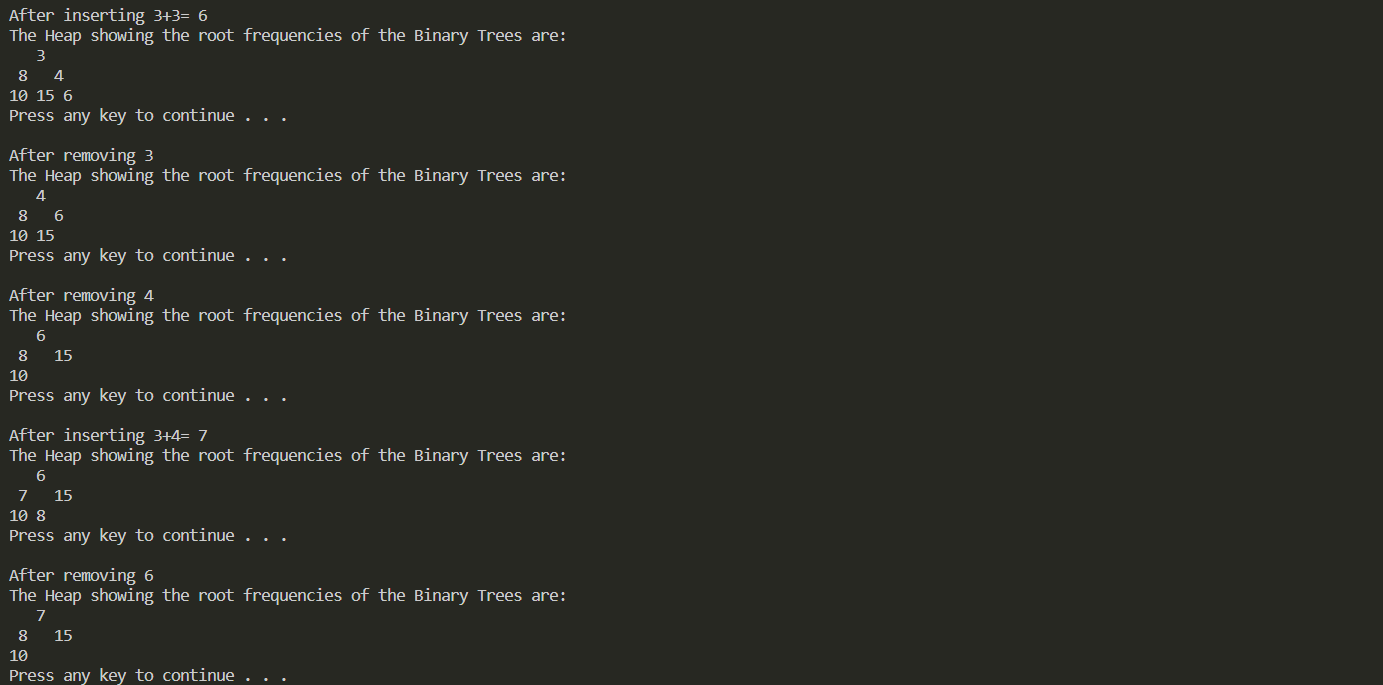 After inserting 3+3= 6
The Heap showing the root frequencies of the Binary Trees are:
   3
 8   4
10 15 6
Press any key to continue . . .

After removing 3
The Heap showing the root frequencies of the Binary Trees are:
   4
 8   6
10 15
Press any key to continue . . .

After removing 4
The Heap showing the root frequencies of the Binary Trees are:
   6
 8   15
10
Press any key to continue . . .

After inserting 3+4= 7
The Heap showing the root frequencies of the Binary Trees are:
   6
 7   15
10 8
Press any key to continue . . .

After removing 6
The Heap showing the root frequencies of the Binary Trees are:
   7
 8   15
10
Press any key to continue . . .